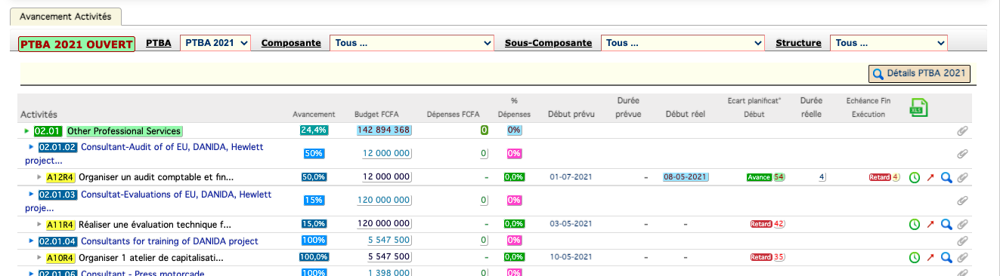 Avancement Activités
PTBA 2021 OUVERT PTBA PTBA 2021 Composante Tous ... Sous-Composante Tous ... Structure Tous ...
Détails PTBA 2021
Activités Avancement Budget FCFA Dépenses FCFA % Dépenses Début prévu Durée prévue Début réel Ecart planificat° Début Durée réelle Echéance Fin Exécution XLS
02.01 Other Professional Services 24,4% 142 894 368 0 0%
02.01.02 Consultant-Audit of of EU, DANIDA, Hewlett
project... 50% 12 000 000 0 0%
A12R4 Organiser un audit comptable et fin... 50,0% 12 000 000 - 0,0% 01-07-2021 - 08-05-2021 Avance 54 4 Retard 4
02.01.03 Consultat-Evaluations of EU, DANIDA, Hewlett
proje... 15% 120 000 000 0 0%
A11R4 Réaliser une évaluation technique f... 15,0% 120 000 000 - 0,0% 03-05-2021 - - Retard 42
02.01.04 Consultants for training of DANIDA project 100% 5 547 500 0 0%
A10R4 Organiser 1 atelier de capitalisati... 100,0% 5 547 500 - 0,0% 10-05-2021 - - Retard 35
02.01.06 Consultant - Press motorcade 100% 1 398 000 0 0%